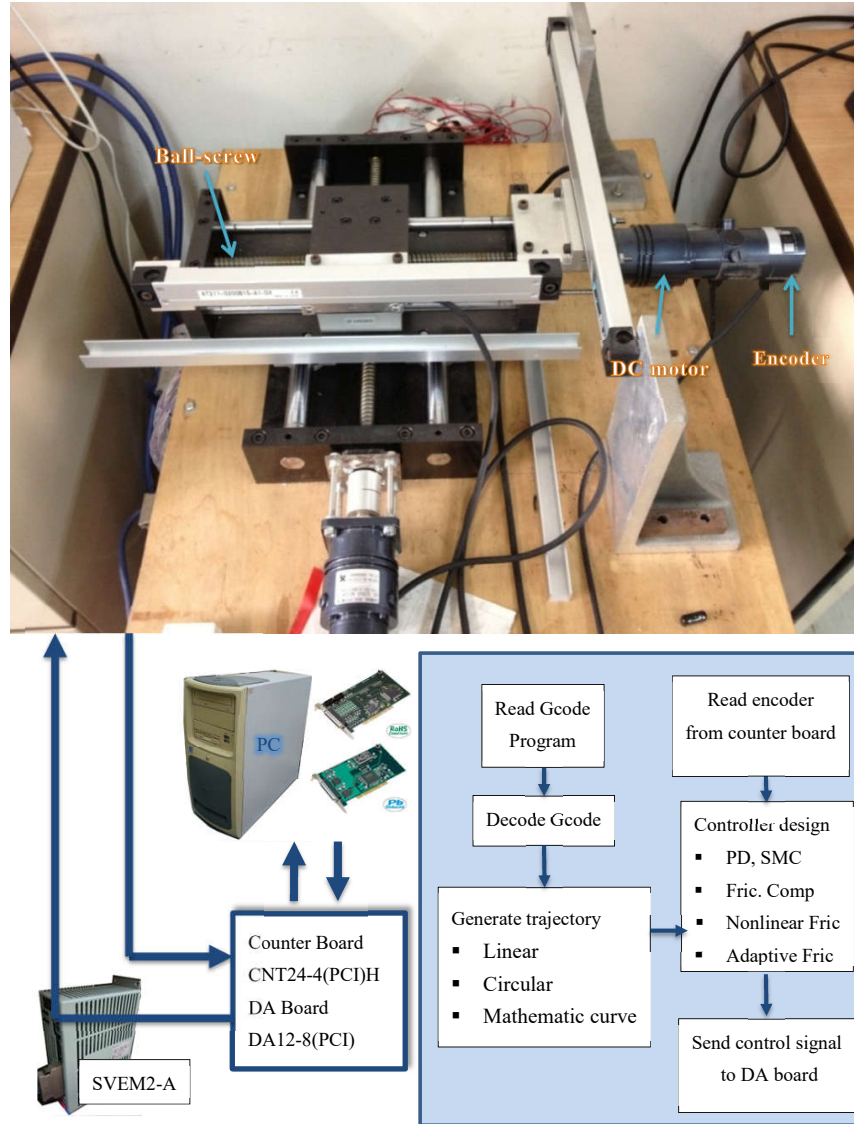 Ball-screw
DC motor
Encoder
PC
RoHS
Pb
Counter Board
CNT24-4(PCI)H
DA Board
DA12-8(PCI)
SVEM2-A
Read Gcode
Program
Decode Gcode
Generate trajectory
▪ Linear
▪ Circular
▪ Mathematic curve
Read encoder
from counter board
Controller design
▪ PD, SMC
▪ Fric. Comp
▪ Nonlinear Fric
▪ Adaptive Fric
Send control signal
to DA board